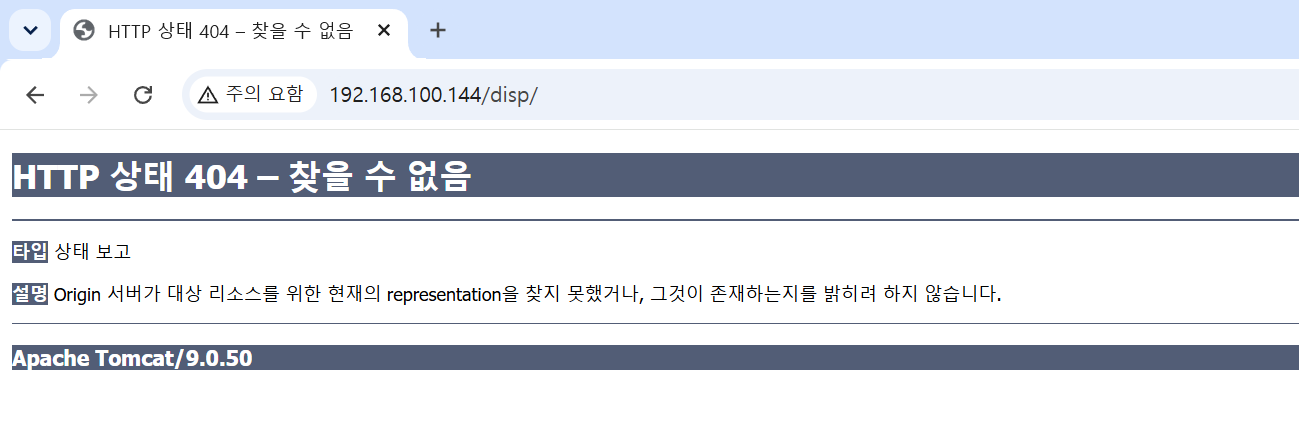 HTTP 상태 404 – 찾을 수 없음
주의 요함 192.168.100.144/disp/
HTTP 상태 404 – 찾을 수 없음
타입 상태 보고
설명 Origin 서버가 대상 리소스를 위한 현재의 representation을 찾지 못했거나, 그것이 존재하는지를 밝히려 하지 않습니다.
Apache Tomcat/9.0.50